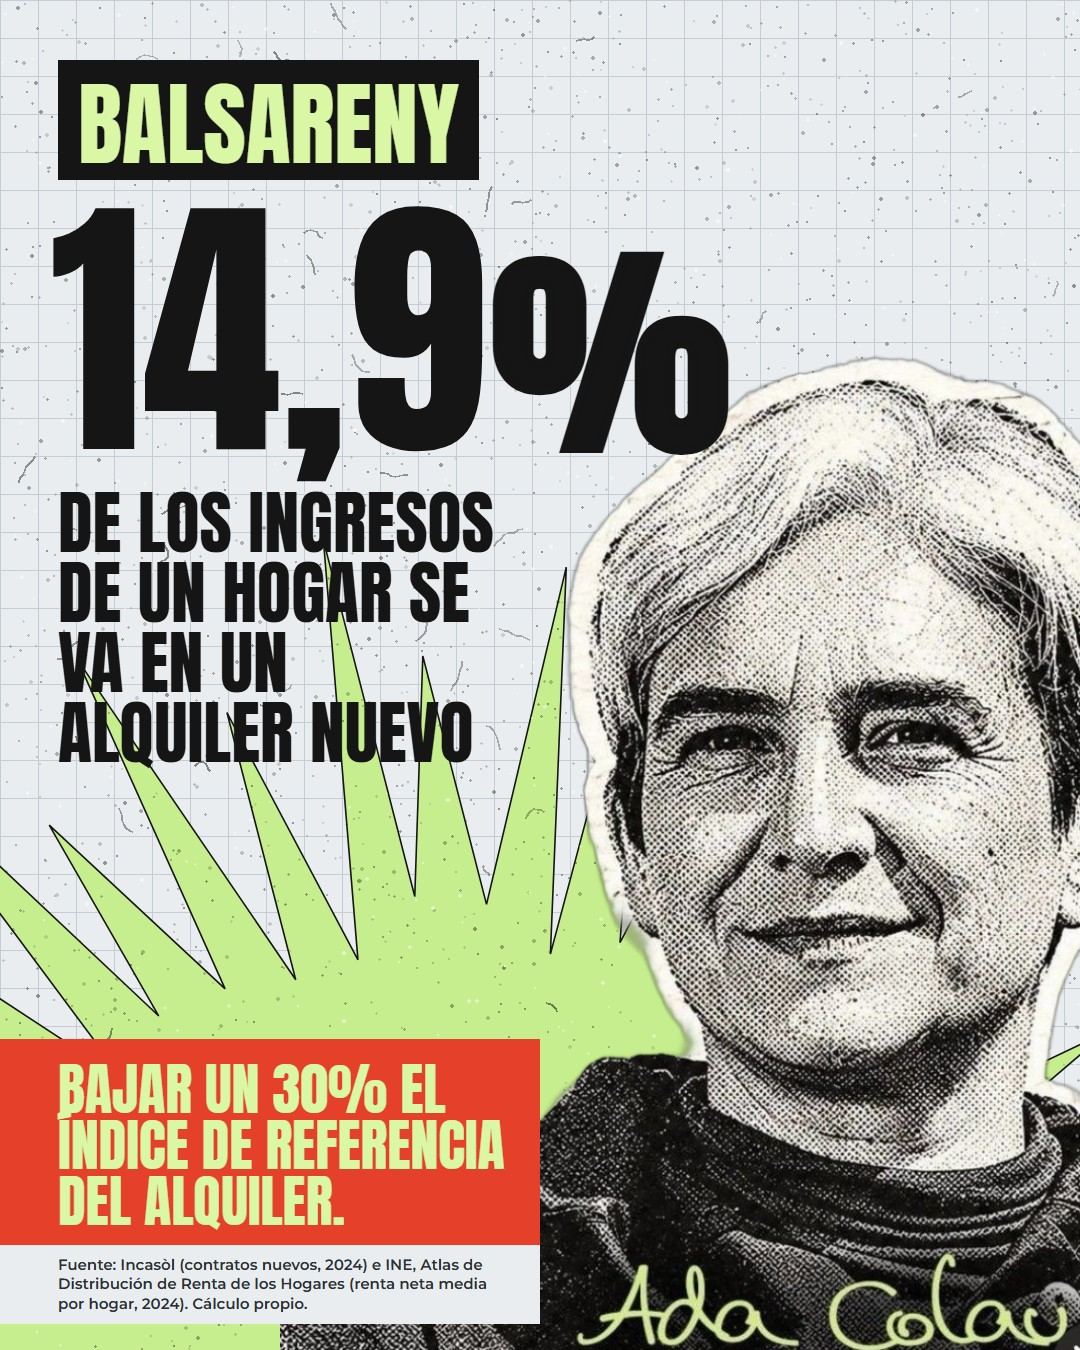 BALSARENY
14,9%
DE LOS INGRESOS
DE UN HOGAR SE
VA EN UN
ALQUILER NUEVO
BAJAR UN 30% EL
ÍNDICE DE REFERENCIA
DEL ALQUILER.
Fuente: Incasòl (contratos nuevos, 2024) e INE, Atlas de
Distribución de Renta de los Hogares (renta neta media
por hogar, 2024). Cálculo propio.
Ada Colau